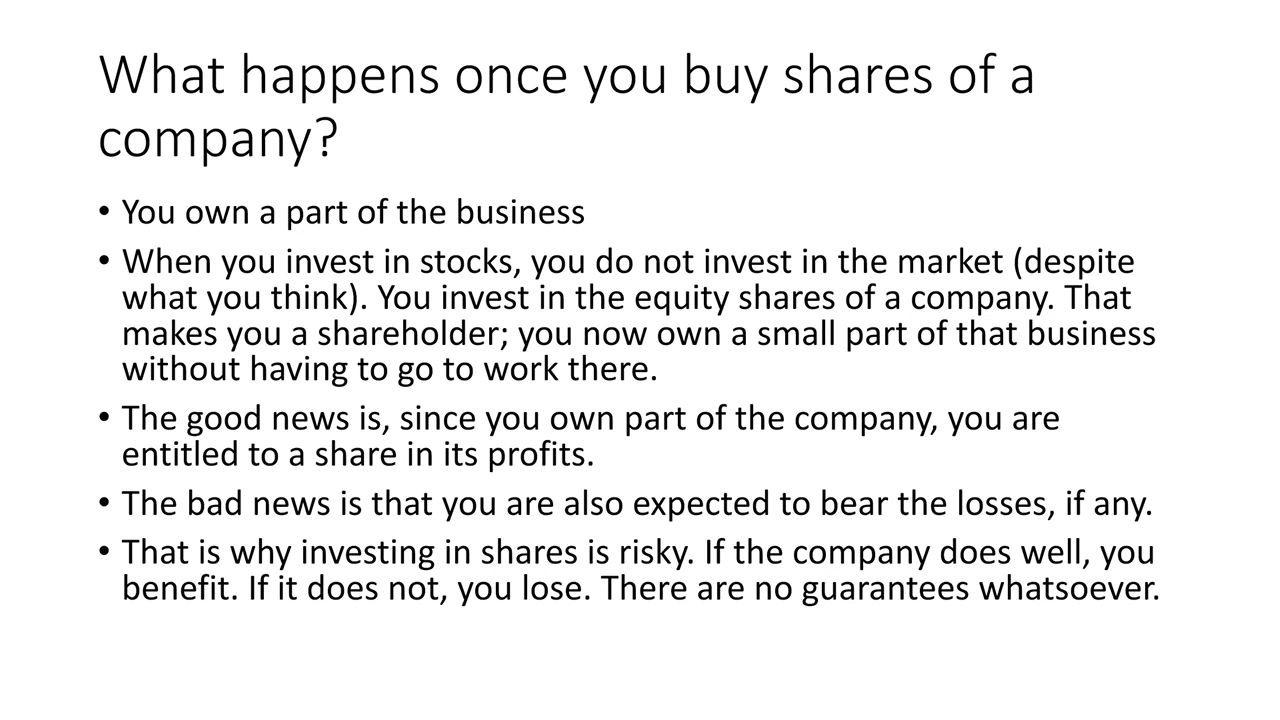 What happens once you buy shares of a
company?
• You own a part of the business
• When you invest in stocks, you do not invest in the market (despite
what you think). You invest in the equity shares of a company. That
makes you a shareholder; you now own a small part of that business
without having to go to work there.
• The good news is, since you own part of the company, you are
entitled to a share in its profits.
• The bad news is that you are also expected to bear the losses, if any.
• That is why investing in shares is risky. If the company does well, you
benefit. If it does not, you lose. There are no guarantees whatsoever.